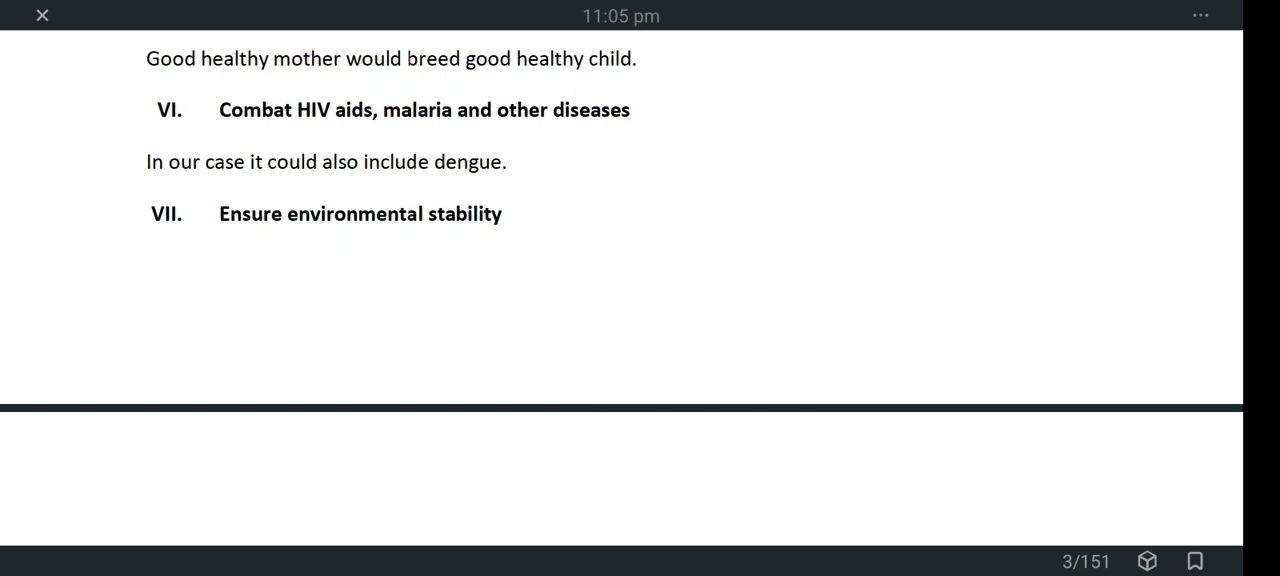 11:05 pm
Good healthy mother would breed good healthy child.
VI. Combat HIV aids, malaria and other diseases
In our case it could also include dengue.
VII. Ensure environmental stability
3/151